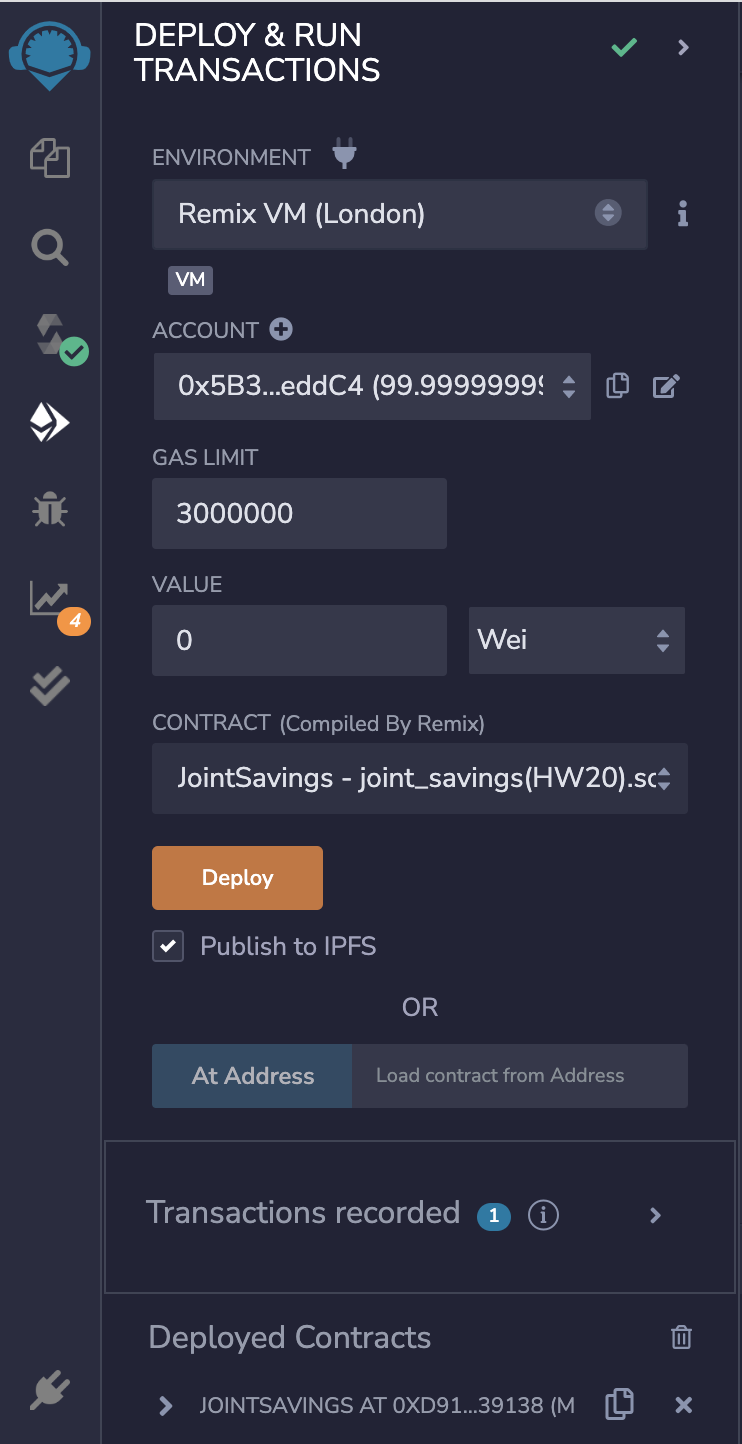 DEPLOY & RUN
TRANSACTIONS
ENVIRONMENT
Remix VM (London)
VM
ACCOUNT
0x5B3...eddC4 (99.99999999
GAS LIMIT
3000000
VALUE
0
Wei
4
CONTRACT (Compiled By Remix)
JointSavings - joint_savings(HW20).so
Deploy
Publish to IPFS
OR
At Address
Load contract from Address
Transactions recorded 1 i
Deployed Contracts
JOINTSAVINGS AT 0XD91...39138 (M